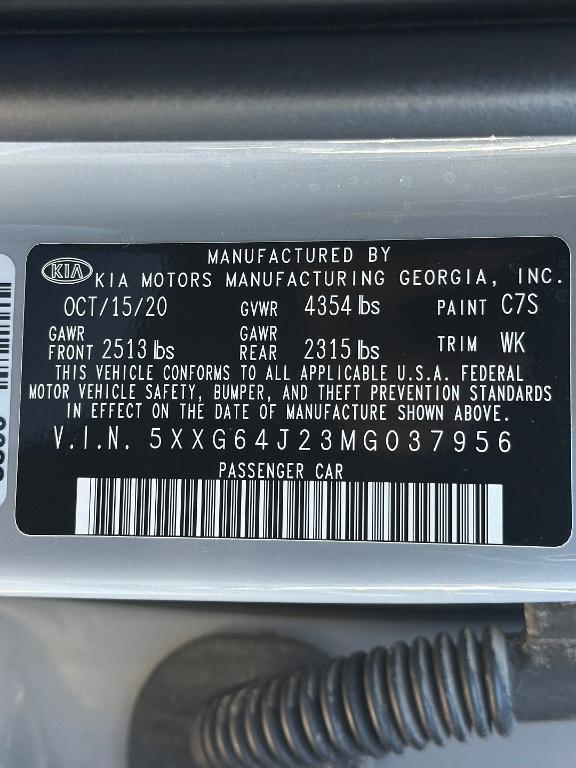 MANUFACTURED BY
KIA KIA MOTORS MANUFACTURING GEORGIA, INC.
OCT/15/20 GVWR 4354 lbs PAINT C7S
GAWR FRONT 2513 lbs GAWR REAR 2315 lbs TRIM WK
THIS VEHICLE CONFORMS TO ALL APPLICABLE U.S.A. FEDERAL
MOTOR VEHICLE SAFETY, BUMPER, AND THEFT PREVENTION STANDARDS
IN EFFECT ON THE DATE OF MANUFACTURE SHOWN ABOVE.
V.I.N. 5XXG64J23MG037956
PASSENGER CAR